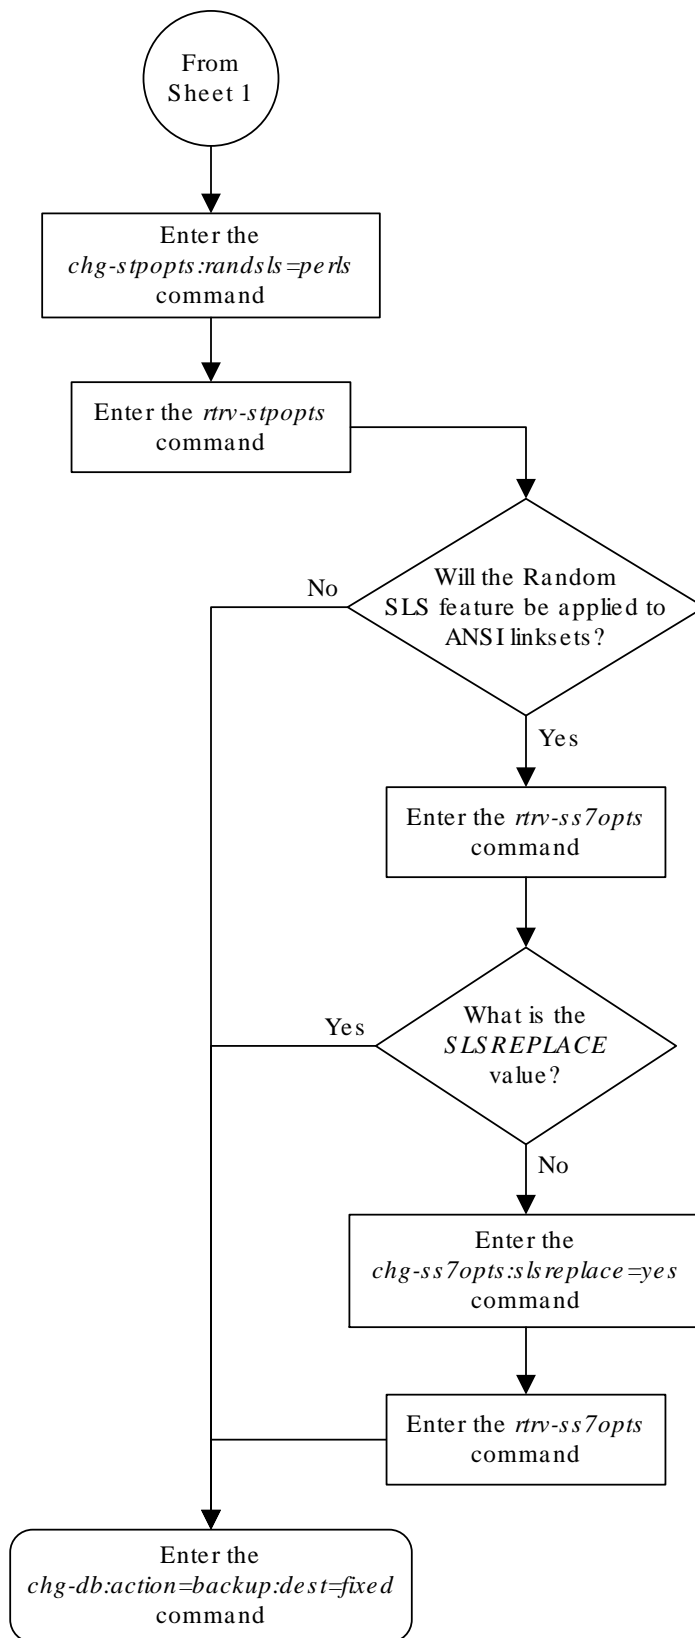 From
Sheet 1
Enter the
chg-stpopts:randsls=perls
command
Enter the rtrv-stpopts
command
Will the Random
SLS feature be applied to
ANSI linksets?
No
Yes
Enter the rtrv-ss7opts
command
What is the
SLSREPLACE
value?
Yes
No
Enter the
chg-ss7opts:slsreplace=yes
command
Enter the rtrv-ss7opts
command
Enter the
chg-db:action=backup:dest=fixed
command